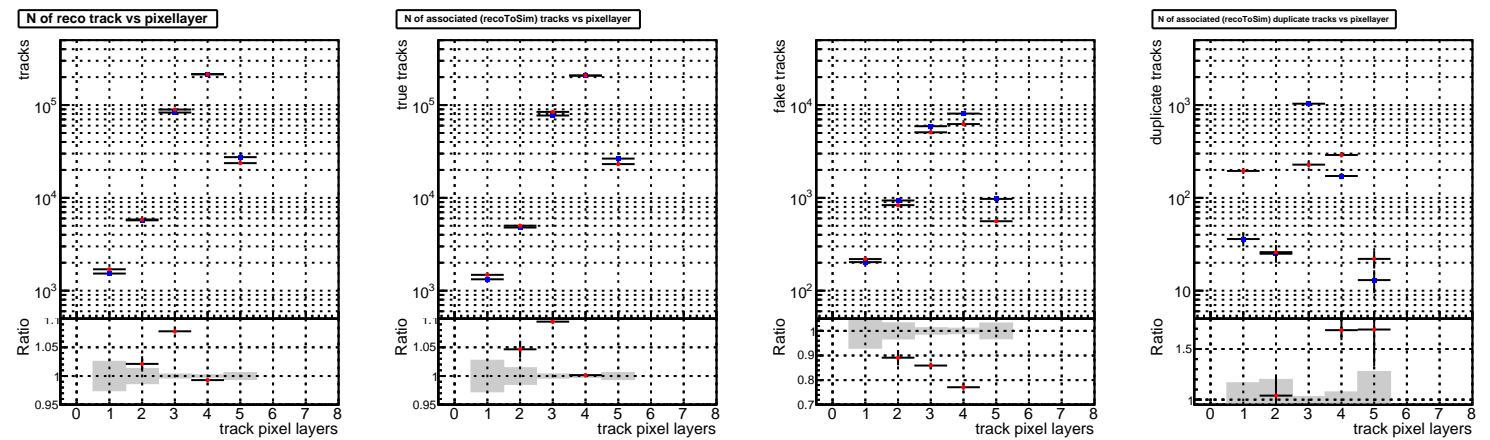 N of reco track vs pixellayer
tracks
10^5
10^4
10^3
Ratio
1.1
1.05
1
0.95
0 1 2 3 4 5 6 7 8
track pixel layers
N of associated (recoToSim) tracks vs pixellayer
true tracks
10^5
10^4
10^3
Ratio
1.1
1.05
1
0.95
0 1 2 3 4 5 6 7 8
track pixel layers
fake tracks
10^4
10^3
10^2
Ratio
1
0.9
0.8
0.7
0 1 2 3 4 5 6 7 8
track pixel layers
N of associated (recoToSim) duplicate tracks vs pixellayer
duplicate tracks
10^3
10^2
10
Ratio
1.5
1
0 1 2 3 4 5 6 7 8
track pixel layers